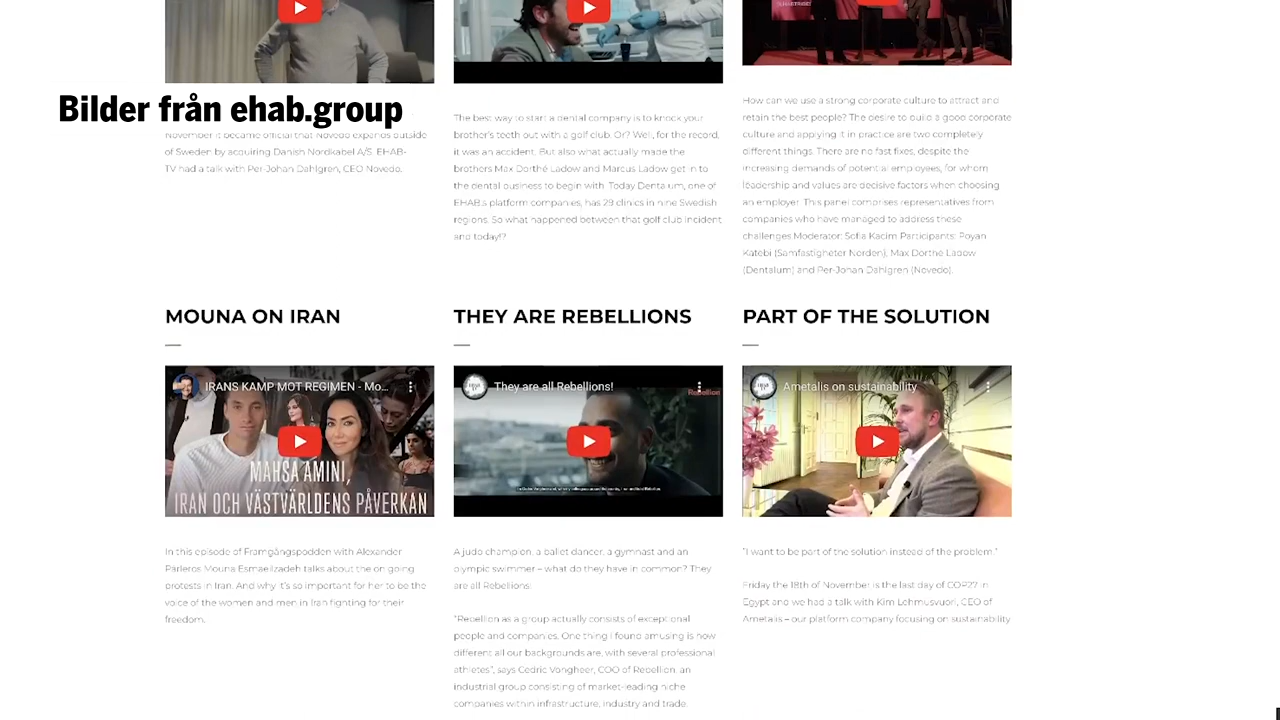 Bilder från ehab.group
November it became official that Novedo expands outside
of Sweden by acquiring Danish Nordkabel A/S. EHAB-
TV had a talk with Per-Johan Dahlgren, CEO Novedo.
The best way to start a dental company is to knock your
brother's teeth out with a golf club. Or? Well, for the record,
it was an accident. But also what actually made the
brothers Max Dorthé Ladow and Marcus Ladow get in to
the dental business to begin with. Today Dentalum, one of
EHAB's platform companies, has 29 clinics in nine Swedish
regions. So what happened between that golf club incident
and today!?
How can we use a strong corporate culture to attract and
retain the best people? The desire to build a good corporate
culture and applying it in practice are two completely
different things. There are no fast fixes, despite the
increasing demands of potential employees, for whom
leadership and values are decisive factors when choosing
an employer. This panel comprises representatives from
companies who have managed to address these
challenges Moderator: Sofia Kacim Participants: Poyan
Katebi (Samfastigheter Norden), Max Dorthé Ladow
(Dentalum) and Per-Johan Dahlgren (Novedo).
MOUNA ON IRAN
IRANS KAMP MOT REGIMEN - Mo...
MAHSA AMINI,
IRAN OCH VÄSTVÄRLDENS PÅVERKAN
In this episode of Framgångspodden with Alexander
Pärleros Mouna Esmaeilzadeh talks about the on going
protests in Iran. And why it's so important for her to be the
voice of the women and men in Iran fighting for their
freedom.
THEY ARE REBELLIONS
They are all Rebellions!
Rebellion
A judo champion, a ballet dancer, a gymnast and an
olympic swimmer – what do they have in common? They
are all Rebellions:
"Rebellion as a group actually consists of exceptional
people and companies. One thing I found amusing is how
different all our backgrounds are, with several professional
athletes", says Cedric Vongheer, COO of Rebellion, an
industrial group consisting of market-leading niche
companies within infrastructure, industry and trade.
PART OF THE SOLUTION
Ametalis on sustainability
"I want to be part of the solution instead of the problem."
Friday the 18th of November is the last day of COP27 in
Egypt and we had a talk with Kim Lehmusvuori, CEO of
Ametalis – our platform company focusing on sustainability